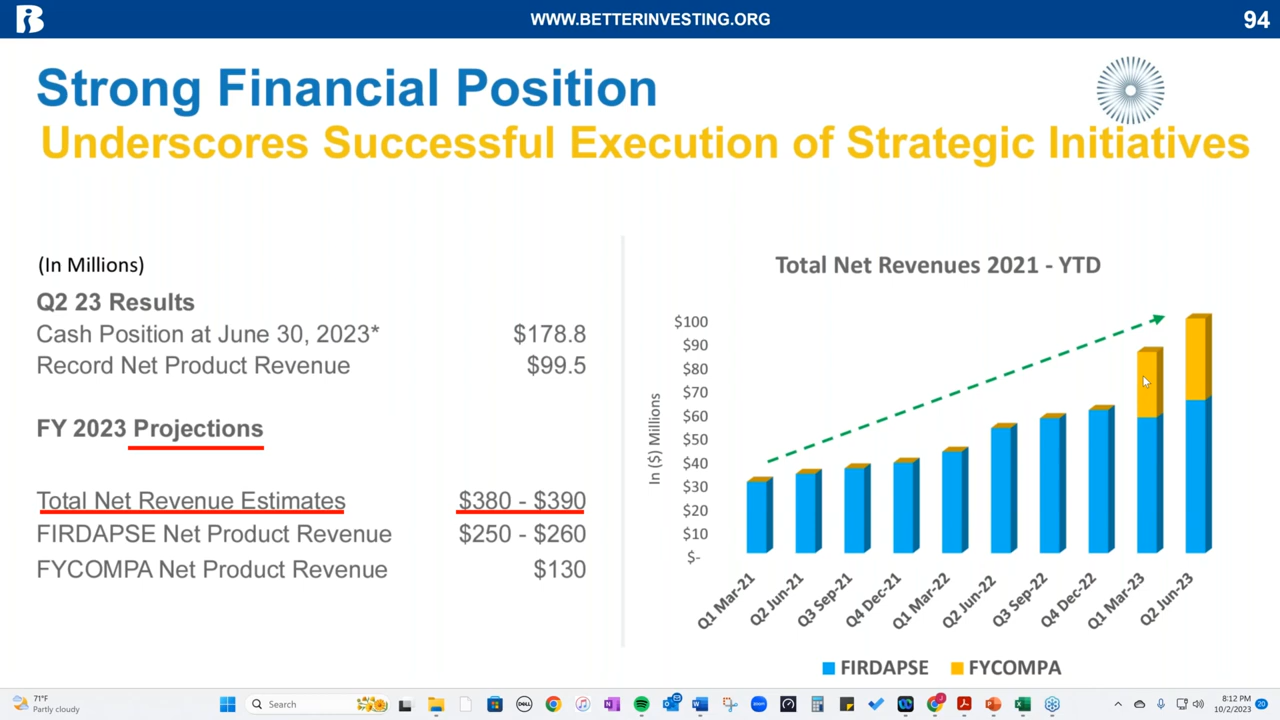 WWW.BETTERINVESTING.ORG
94
Strong Financial Position
Underscores Successful Execution of Strategic Initiatives
(In Millions)
Q2 23 Results
Cash Position at June 30, 2023* $178.8
Record Net Product Revenue $99.5
FY 2023 Projections
Total Net Revenue Estimates $380 - $390
FIRDAPSE Net Product Revenue $250 - $260
FYCOMPA Net Product Revenue $130
Total Net Revenues 2021 - YTD
In ($) Millions
$100
$90
$80
$70
$60
$50
$40
$30
$20
$10
$-
Q1 Mar-21
Q2 Jun-21
Q3 Sep-21
Q4 Dec-21
Q1 Mar-22
Q2 Jun-22
Q3 Sep-22
Q4 Dec-22
Q1 Mar-23
Q2 Jun-23
FIRDAPSE FYCOMPA
71°F
Partly cloudy
Search
DELL
zoom
8:12 PM
10/2/2023
20